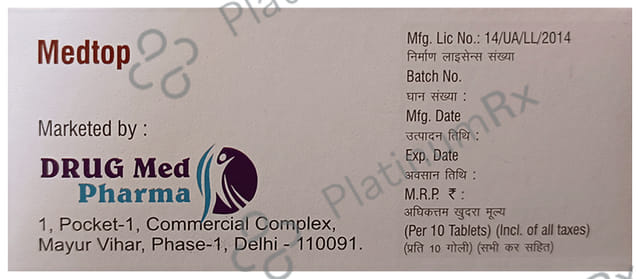 Medtop
Marketed by :
DRUG Med
Pharma
1, Pocket-1, Commercial Complex,
Mayur Vihar, Phase-1, Delhi - 110091.
Mfg. Lic No.: 14/UA/LL/2014
निर्माण लाइसेन्स संख्या
Batch No.
घान संख्या :
Mfg. Date
उत्पादन तिथि :
Exp. Date
अवसान तिथि :
M.R.P. ₹ :
अधिकतम खुदरा मूल्य
(Per 10 Tablets) (Incl. of all taxes)
(प्रति 10 गोली) (सभी कर सहित)
PlatinumRx